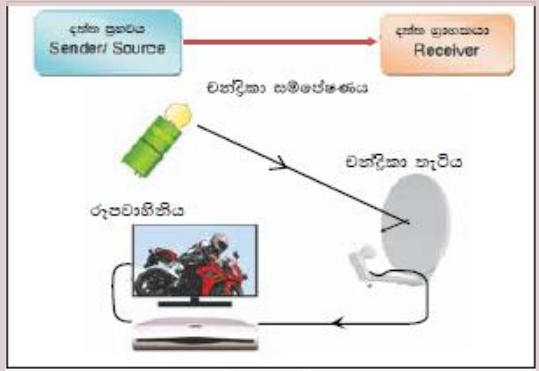 දත්ත ප්‍රභවය
Sender/ Source
දත්ත ග්‍රාහකයා
Receiver
චන්ද්‍රිකා සම්ප්‍රේෂණය
චන්ද්‍රිකා තැටිය
රූපවාහිනිය